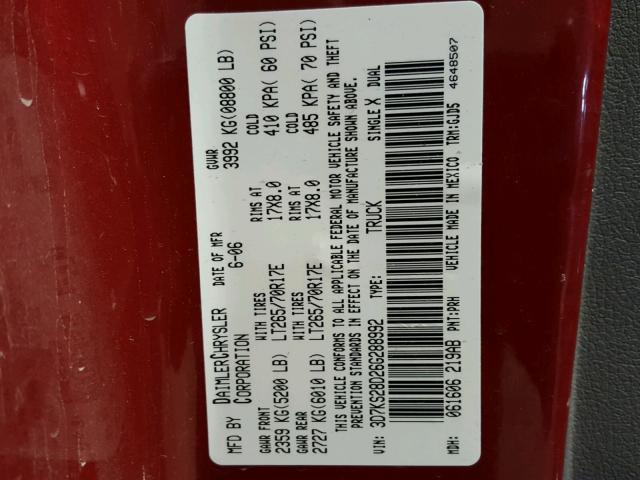 MFD BY DAIMLERCHRYSLER CORPORATION
DATE OF MFR 6-06
GVWR 3992 KG(08800 LB)
GAWR FRONT WITH TIRES RIMS AT COLD
2359 KG(5200 LB) LT265/70R17E 17X8.0 410 KPA( 60 PSI)
GAWR REAR WITH TIRES RIMS AT COLD
2727 KG(6010 LB) LT265/70R17E 17X8.0 485 KPA( 70 PSI)
THIS VEHICLE CONFORMS TO ALL APPLICABLE FEDERAL MOTOR VEHICLE SAFETY AND THEFT
PREVENTION STANDARDS IN EFFECT ON THE DATE OF MANUFACTURE SHOWN ABOVE.
VIN: 3D7KS28D26G288992 TYPE: TRUCK SINGLE X DUAL
MDH: 061606 219AB PNT:PRH VEHICLE MADE IN MEXICO TRM:GJD5
4648507